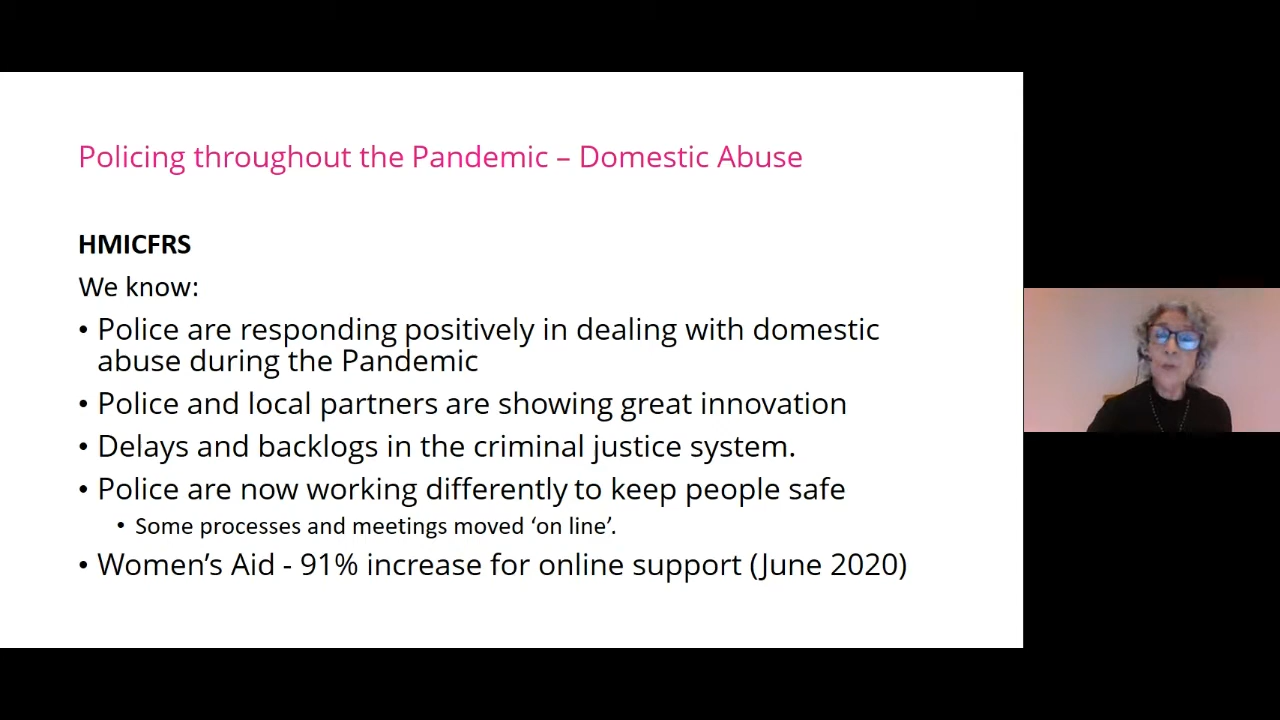 Policing throughout the Pandemic – Domestic Abuse
HMICFRS
We know:
• Police are responding positively in dealing with domestic
abuse during the Pandemic
• Police and local partners are showing great innovation
• Delays and backlogs in the criminal justice system.
• Police are now working differently to keep people safe
• Some processes and meetings moved ‘on line’.
• Women’s Aid - 91% increase for online support (June 2020)